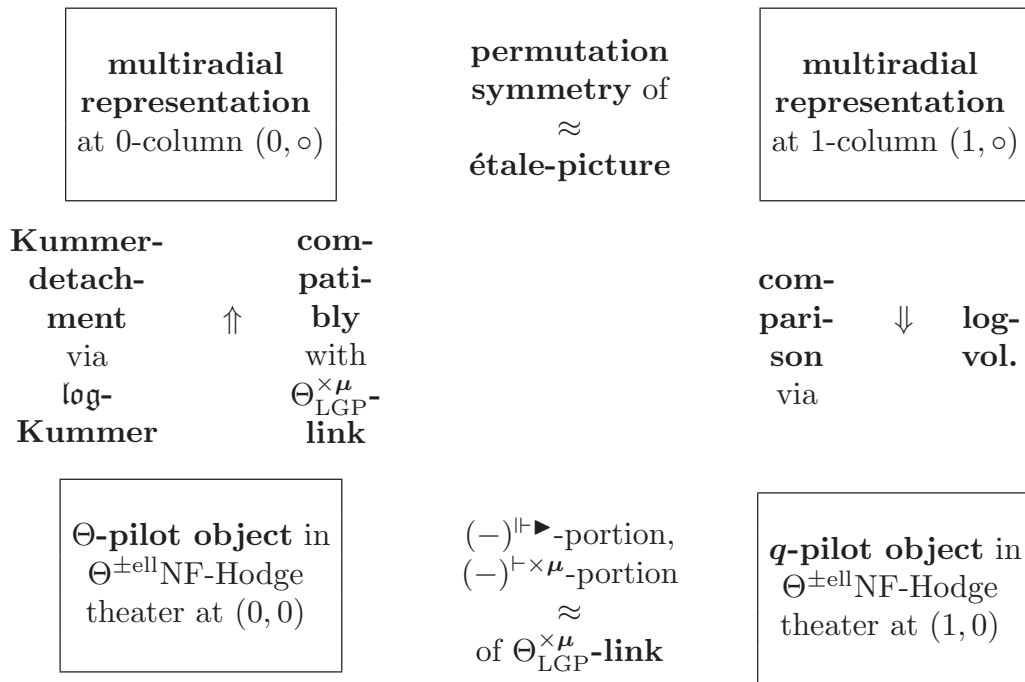 multiradial
representation
at 0-column (0, ◦)
permutation
symmetry of
≈
étale-picture
multiradial
representation
at 1-column (1, ◦)
Kummer-
detach-
ment
via
𝔩𝔬𝔤-
Kummer
⇑
com-
pati-
bly
with
Θ^{×μ}_{LGP}-
link
com-
pari-
son
via
⇓
log-
vol.
Θ-pilot object in
Θ^{±ell}NF-Hodge
theater at (0, 0)
(−)^{⊩▶}-portion,
(−)^{⊢×μ}-portion
≈
of Θ^{×μ}_{LGP}-link
q-pilot object in
Θ^{±ell}NF-Hodge
theater at (1, 0)